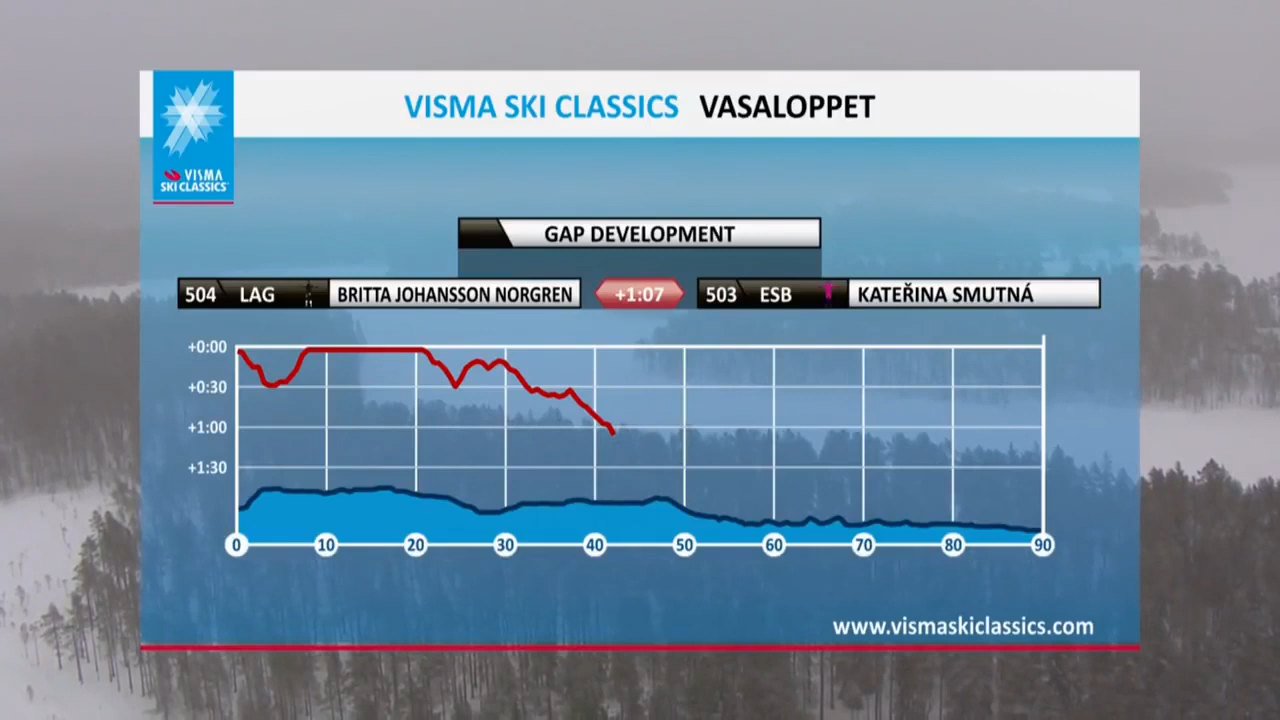 VISMA SKI CLASSICS VASALOPPET
VISMA
SKI CLASSICS
GAP DEVELOPMENT
504 LAG BRITTA JOHANSSON NORGREN +1:07 503 ESB KATEŘINA SMUTNÁ
+0:00
+0:30
+1:00
+1:30
0 10 20 30 40 50 60 70 80 90
www.vismaskiclassics.com